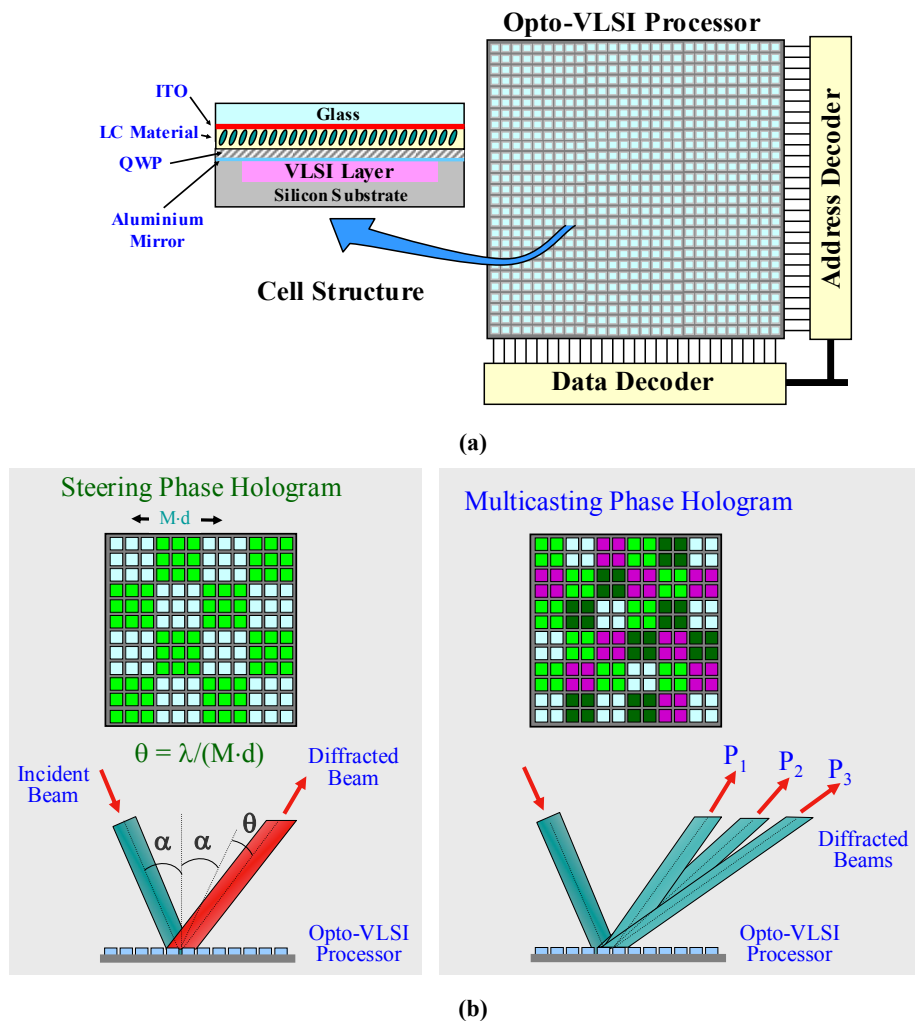 Opto-VLSI Processor
ITO
LC Material
QWP
Aluminium
Mirror
Glass
VLSI Layer
Silicon Substrate
Cell Structure
Address Decoder
Data Decoder
(a)
Steering Phase Hologram
M·d
θ = λ/(M·d)
Incident
Beam
Diffracted
Beam
α
α
θ
Opto-VLSI
Processor
Multicasting Phase Hologram
P1
P2
P3
Diffracted
Beams
Opto-VLSI
Processor
(b)